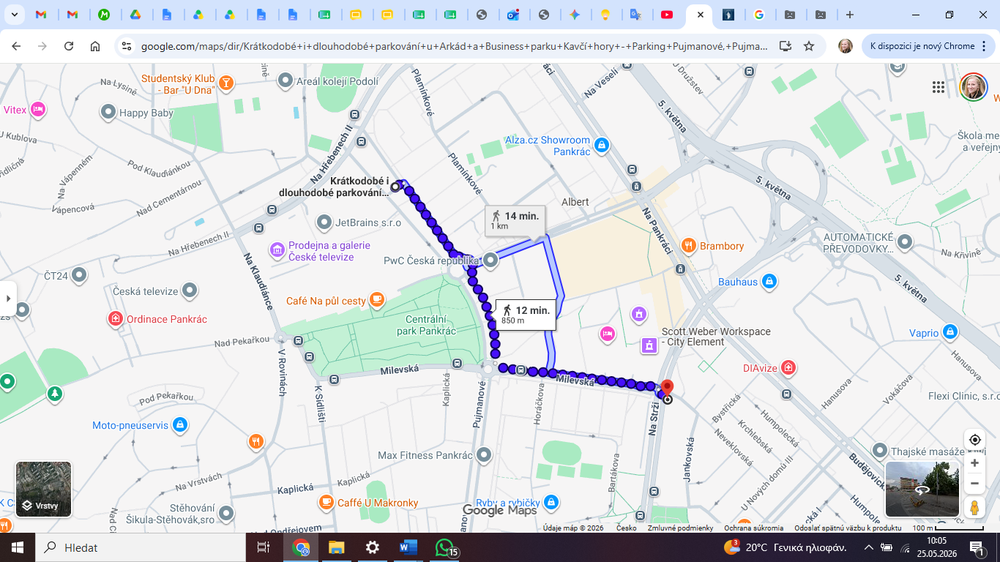 google.com/maps/dir/Krátkodobé+i+dlouhodobé+parkování+u+Arkád+a+Business+parku+Kavčí+hory+-+Parking+Pujmanové,+Pujma...
K dispozici je nový Chrome
Studentský Klub
- Bar "U Dna"
Areál kolejí Podolí
Na Lysině
Vitex
Happy Baby
U Kublova
Pod Klauďiankou
Na Vápenném
Na Cementárnou
Vápencová
Na Hřebenech II
Plamínkové
Plamínkové
Na Veselí
U Družstev
5. května
Alza.cz Showroom
Pankrác
Škola me
a veřejný
5. května
Krátkodobé i
dlouhodobé parkování...
14 min.
1 km
Albert
Na Pankráci
JetBrains s.r.o
Na Hřebenech II
Prodejna a galerie
České televize
PwC Česká republika
Brambory
AUTOMATICKÉ
PŘEVODOVKY...
Na Křivině
ČT24
Na Klaudiánce
Česká televize
Café Na půl cesty
Bauhaus
5. května
Ordinace Pankrác
Centrální
park Pankrác
12 min.
850 m
Scott.Weber Workspace
- City Element
Vaprio
Nad Pekařkou
V Rovinách
Milevská
Milevská
DIAvize
Hanusova
Hanusova
Vokáčova
Flexi Clinic, s.r.o
Pod Pekařkou
K Sídlišti
Kaplická
Pujmanové
Horáčkova
Na Strži
Bystřická
Humpolecká
Krchlebská
Neveklovská
Moto-pneuservis
Max Fitness Pankrác
Jankovská
Bartákova
U Nových domů III
Budějovická
Thajské masáže
Na Vrstvách
Kaplická
Kaplická
Vrstvy
Stěhování
Šikula-Stěhovák,sro
Caffé U Makronky
Ryby a rybičky
Google Maps
Nad Ondřejovem
Údaje map © 2026
Česko
Zmluvné podmienky
Ochrana súkromia
Odoslať spätnú väzbu k produktu
100 m
Hledat
15
3
20°C
Γενικά ηλιοφάν.
10:05
25.05.2026
1